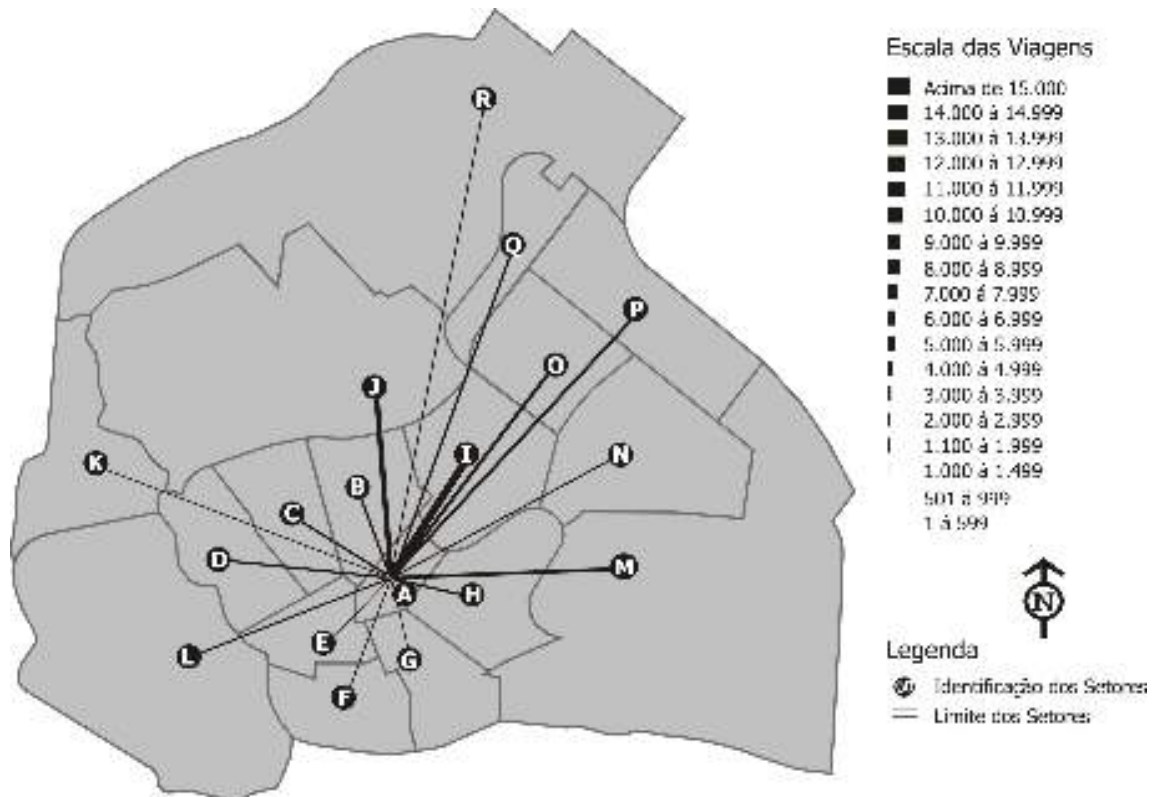 R
Q
P
O
J
I
N
K
B
C
D
M
A
H
E
L
G
F
Escala das Viagens
Acima de 15.000
14.000 à 14.999
13.000 à 13.999
12.000 à 12.999
11.000 à 11.999
10.000 à 10.999
9.000 à 9.999
8.000 à 8.999
7.000 à 7.999
6.000 à 6.999
5.000 à 5.999
4.000 à 4.999
3.000 à 3.999
2.000 à 2.999
1.100 à 1.999
1.000 à 1.499
501 à 999
1 à 599
N
Legenda
Identificação dos Setores
Limite dos Setores